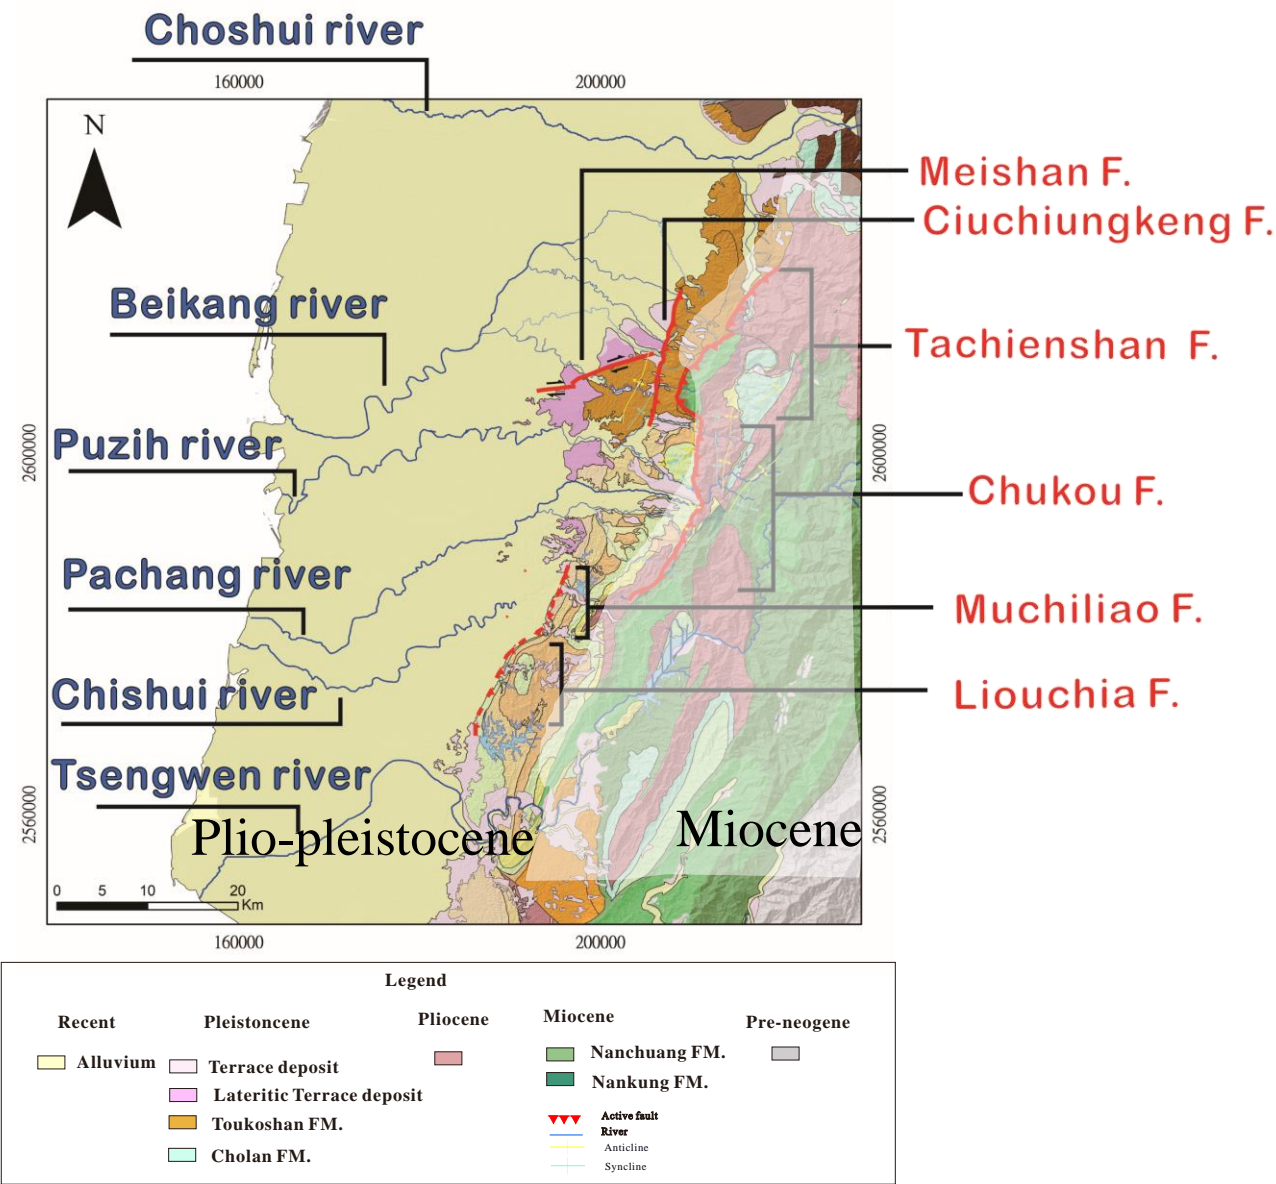 Choshui river
160000
200000
N
Meishan F.
Ciuchiungkeng F.
Beikang river
Tachienshan F.
Puzih river
2600000
2600000
Chukou F.
Pachang river
Muchiliao F.
Chishui river
Liouchia F.
Tsengwen river
2560000
2560000
Plio-pleistocene
Miocene
0 5 10 20
Km
160000
200000
Legend
Recent
Pleistoncene
Pliocene
Miocene
Pre-neogene
Alluvium
Terrace deposit
Lateritic Terrace deposit
Toukoshan FM.
Cholan FM.
Nanchuang FM.
Nankung FM.
Active fault
River
Anticline
Syncline